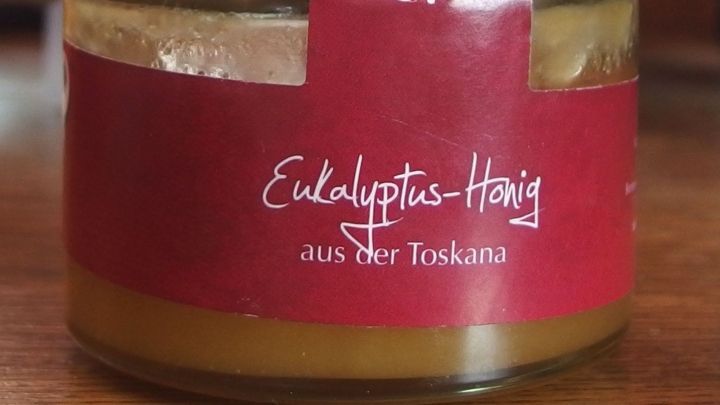 Eukalyptus-Honig
aus der Toskana